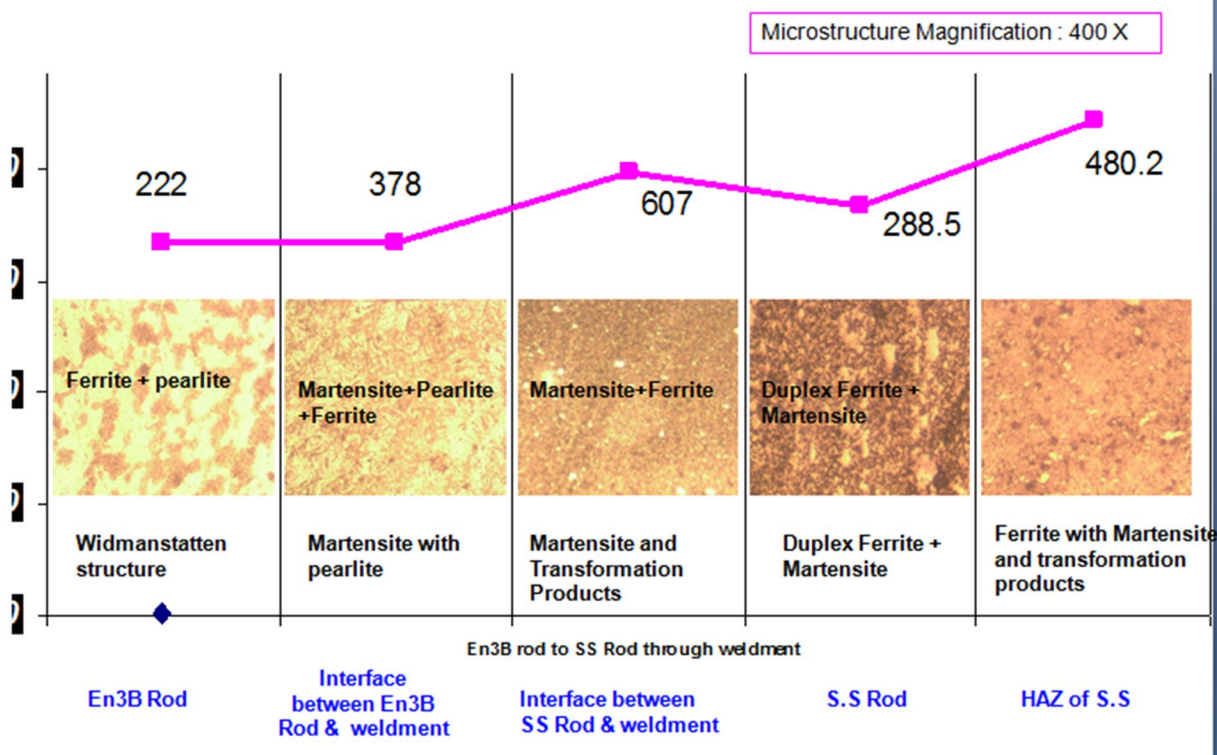 Microstructure Magnification : 400 X
222
378
607
288.5
480.2
Ferrite + pearlite
Martensite+Pearlite
+Ferrite
Martensite+Ferrite
Duplex Ferrite +
Martensite
Widmanstatten
structure
Martensite with
pearlite
Martensite and
Transformation
Products
Duplex Ferrite +
Martensite
Ferrite with Martensite
and transformation
products
En3B rod to SS Rod through weldment
En3B Rod
Interface
between En3B
Rod & weldment
Interface between
SS Rod & weldment
S.S Rod
HAZ of S.S